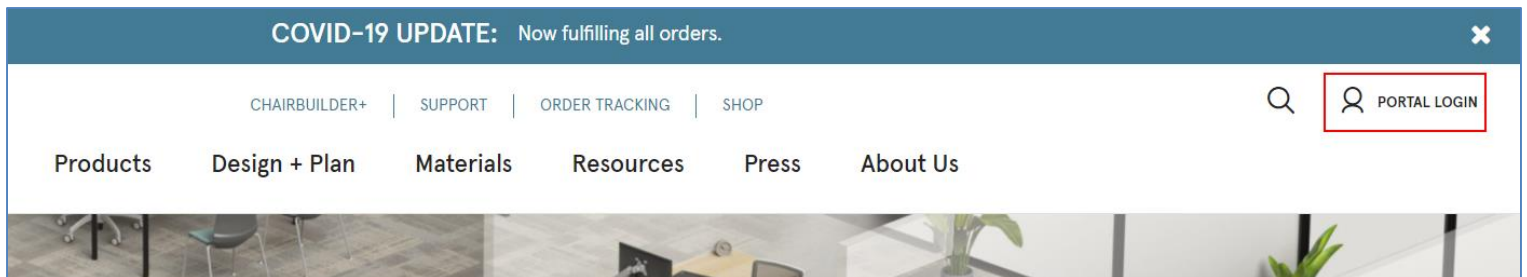 COVID-19 UPDATE: Now fulfilling all orders.
CHAIRBUILDER+ SUPPORT ORDER TRACKING SHOP
PORTAL LOGIN
Products Design + Plan Materials Resources Press About Us